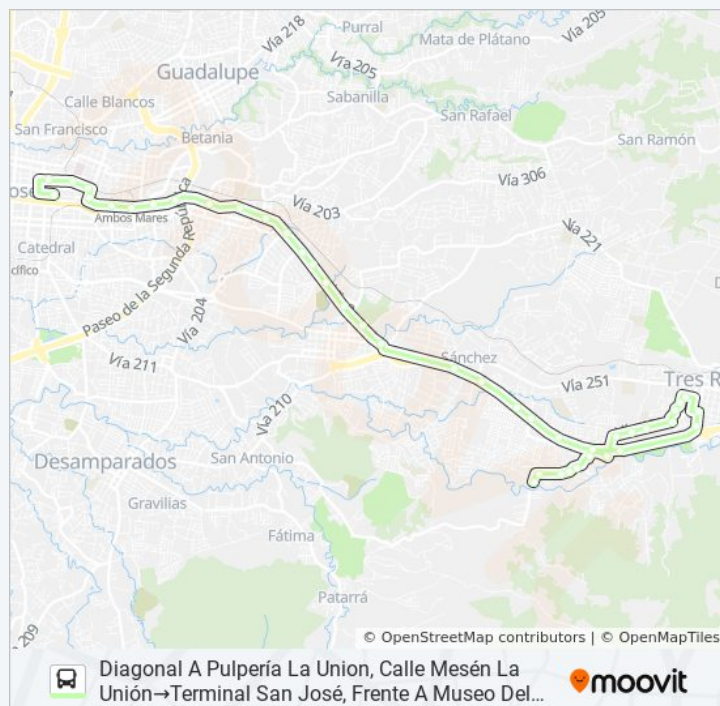 Vía 218
Purral
Mata de Plátano
Vía 205
Guadalupe
Vía 205
Sabanilla
Calle Blancos
San Rafael
San Francisco
Betania
San Ramón
Vía 306
Vía 203
Ambos Mares
Vía 221
Catedral
Paseo de la Segunda
Vía 204
Sánchez
Vía 211
Vía 251
Tres R
Vía 210
Desamparados
San Antonio
Gravilias
Fátima
Patarrá
209
© OpenStreetMap contributors | © OpenMapTiles
Diagonal A Pulpería La Union, Calle Mesén La
Unión→Terminal San José, Frente A Museo Del...
moovit